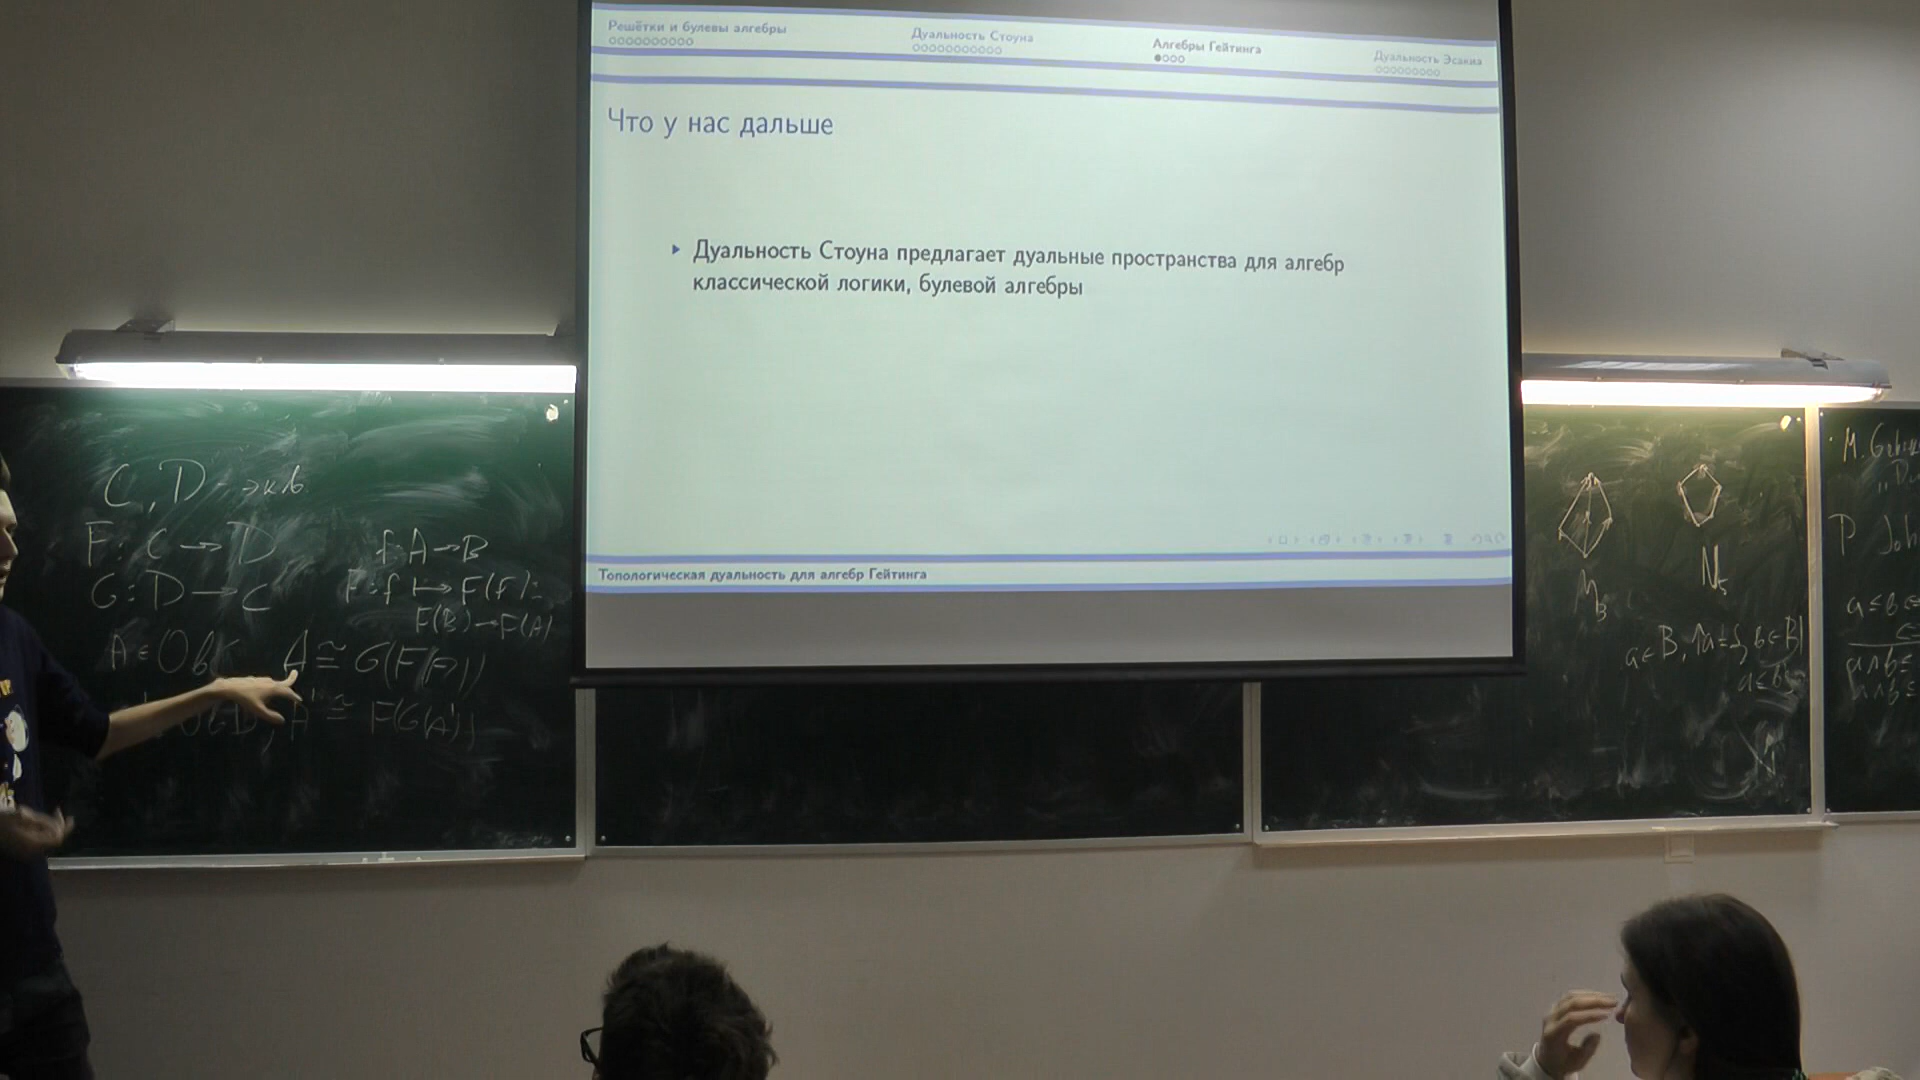 Решётки и булевы алгебры
Дуальность Стоуна
Алгебры Гейтинга
Дуальность Эсакиа
Что у нас дальше
Дуальность Стоуна предлагает дуальные пространства для алгебр
классической логики, булевой алгебры
Топологическая дуальность для алгебр Гейтинга
C, D - экв.
F: C → D
G: D → C
A ∈ Ob C A ≅ G(F(A))
ObD, A' ≅ F(G(A'))
f: A → B
F: f ↦ F(f):
F(B) → F(A)
M3
N5
a ∈ B, ↑a = { b ∈ B |
a ≤ b }
M.
P
a ≤ b
a ∧ b ≤
a ∧ b ≤